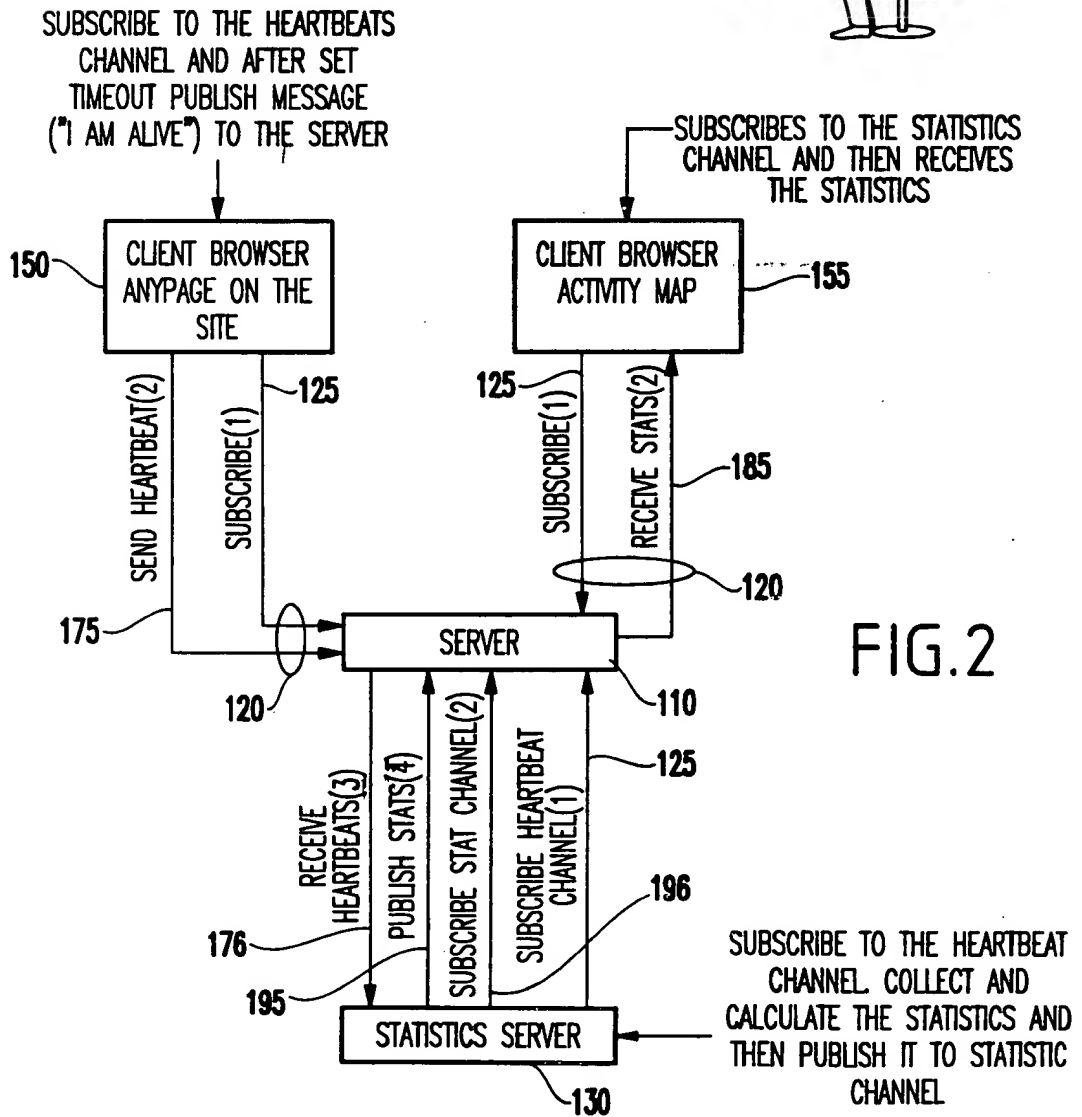 SUBSCRIBE TO THE HEARTBEATS
CHANNEL AND AFTER SET
TIMEOUT PUBLISH MESSAGE
("I AM ALIVE") TO THE SERVER
SUBSCRIBES TO THE STATISTICS
CHANNEL AND THEN RECEIVES
THE STATISTICS
150
CLIENT BROWSER
ANYPAGE ON THE
SITE
CLIENT BROWSER
ACTIVITY MAP
155
SEND HEARTBEAT(2)
SUBSCRIBE(1)
125
125
SUBSCRIBE(1)
RECEIVE STATS(2)
185
175
120
120
SERVER
110
FIG.2
RECEIVE
HEARTBEATS(3)
PUBLISH STATS(4)
SUBSCRIBE STAT CHANNEL(2)
SUBSCRIBE HEARTBEAT
CHANNEL(1)
125
176
195
196
STATISTICS SERVER
130
SUBSCRIBE TO THE HEARTBEAT
CHANNEL. COLLECT AND
CALCULATE THE STATISTICS AND
THEN PUBLISH IT TO STATISTIC
CHANNEL